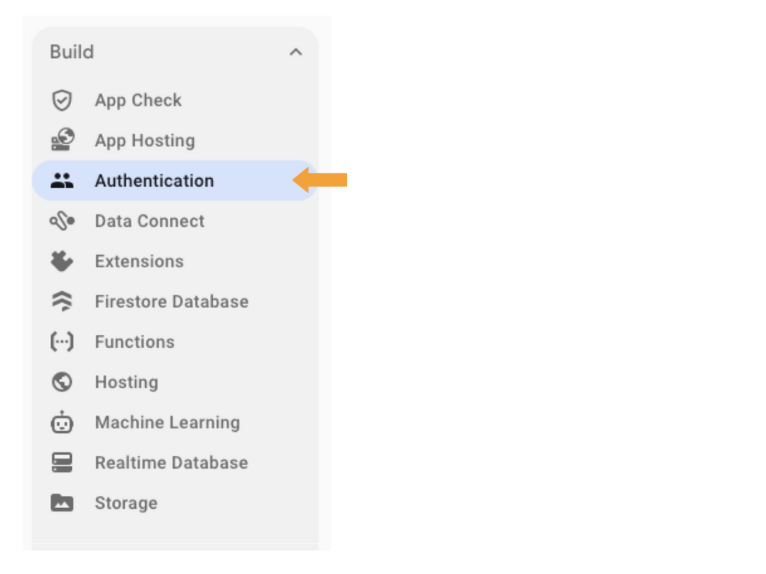 Build
App Check
App Hosting
Authentication
Data Connect
Extensions
Firestore Database
Functions
Hosting
Machine Learning
Realtime Database
Storage